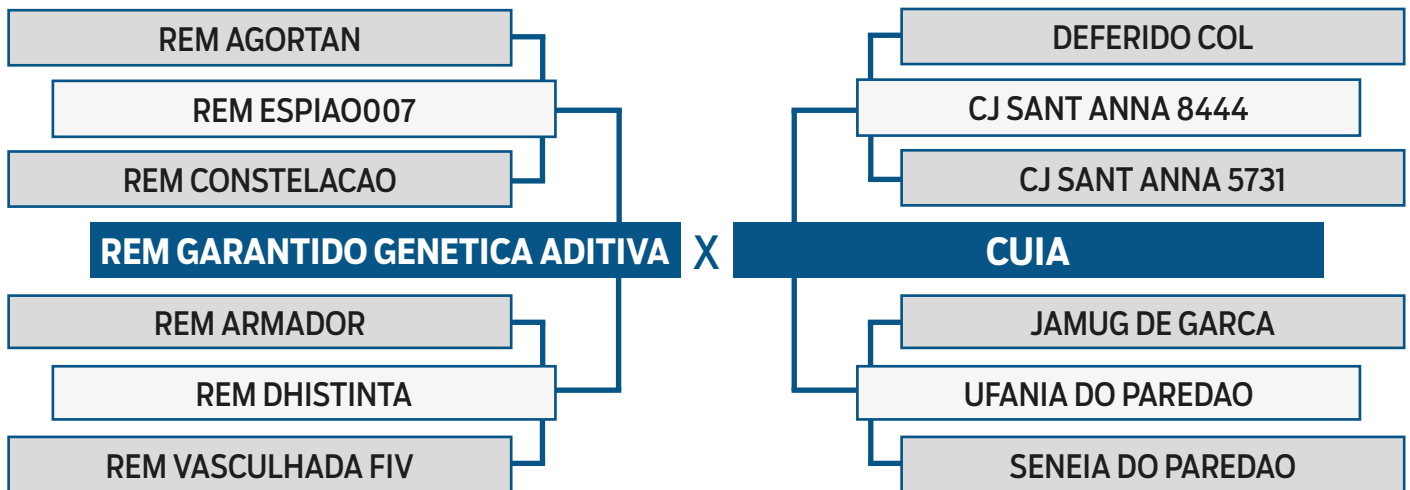 REM AGORTAN
DEFERIDO COL
REM ESPIAO007
CJ SANT ANNA 8444
REM CONSTELACAO
CJ SANT ANNA 5731
REM GARANTIDO GENETICA ADITIVA X CUIA
REM ARMADOR
JAMUG DE GARCA
REM DHISTINTA
UFANIA DO PAREDAO
REM VASCULHADA FIV
SENEIA DO PAREDAO